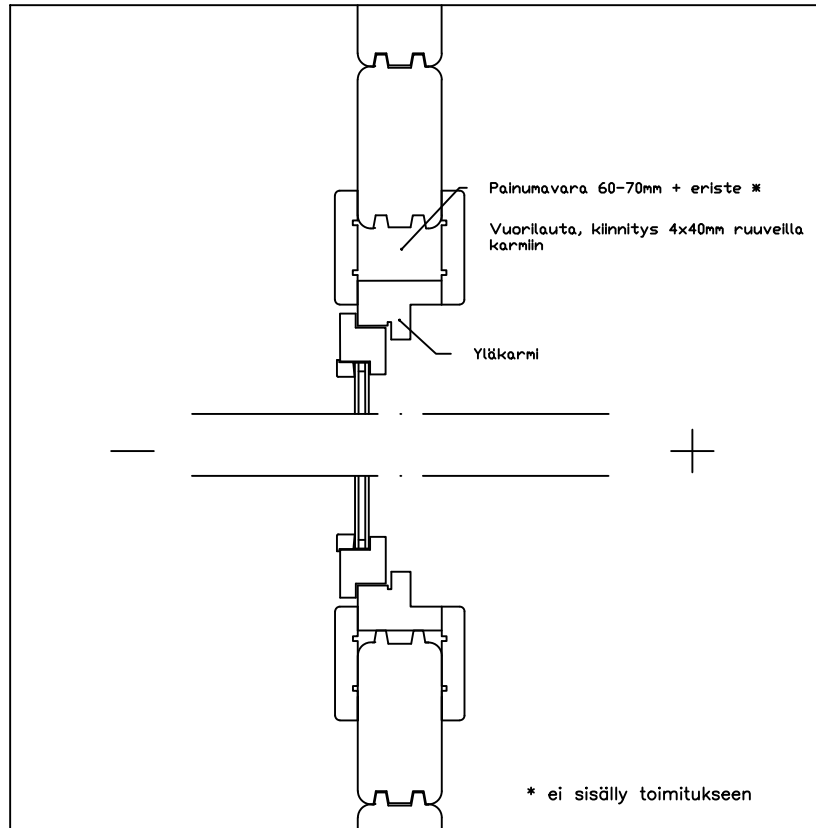 Painumavara 60-70mm + eriste *
Vuorilauta, kiinnitys 4x40mm ruuveilla
karmiin
Yläkarmi
* ei sisälly toimitukseen